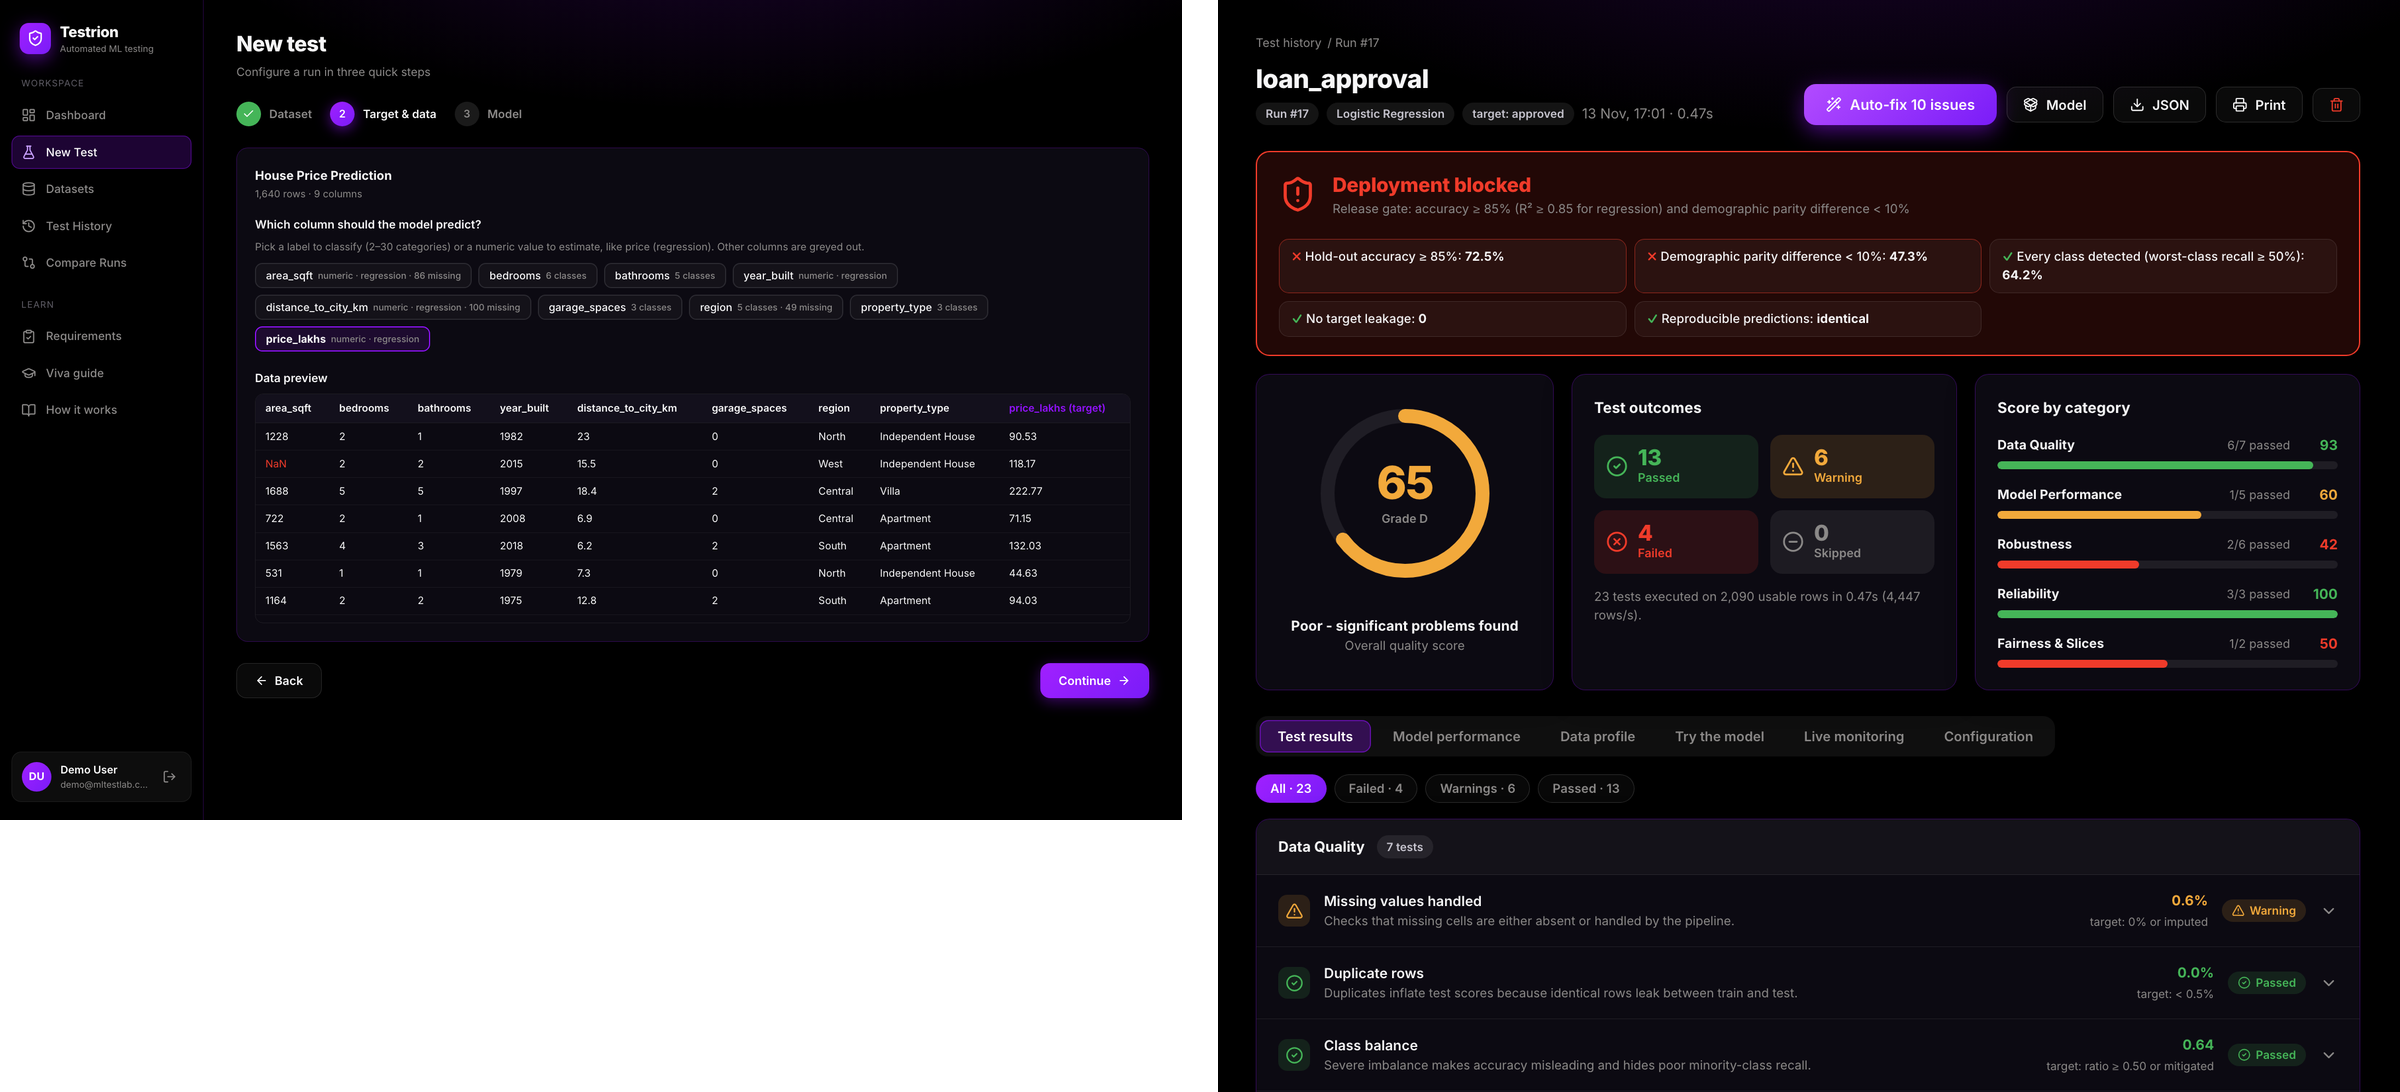 Testrion
Automated ML testing
WORKSPACE
Dashboard
New Test
Datasets
Test History
Compare Runs
LEARN
Requirements
Viva guide
How it works
DU
Demo User
demo@mltestlab.c...
New test
Configure a run in three quick steps
Dataset 2 Target & data 3 Model
House Price Prediction
1,640 rows · 9 columns
Which column should the model predict?
Pick a label to classify (2–30 categories) or a numeric value to estimate, like price (regression). Other columns are greyed out.
area_sqft numeric · regression · 86 missing bedrooms 6 classes bathrooms 5 classes year_built numeric · regression
distance_to_city_km numeric · regression · 100 missing garage_spaces 3 classes region 5 classes · 49 missing property_type 3 classes
price_lakhs numeric · regression
Data preview
area_sqft bedrooms bathrooms year_built distance_to_city_km garage_spaces region property_type price_lakhs (target)
1228 2 1 1982 23 0 North Independent House 90.53
NaN 2 2 2015 15.5 0 West Independent House 118.17
1688 5 5 1997 18.4 2 Central Villa 222.77
722 2 1 2008 6.9 0 Central Apartment 71.15
1563 4 3 2018 6.2 2 South Apartment 132.03
531 1 1 1979 7.3 0 North Independent House 44.63
1164 2 2 1975 12.8 2 South Apartment 94.03
← Back
Continue →
Test history / Run #17
loan_approval
Run #17 Logistic Regression target: approved 13 Nov, 17:01 · 0.47s
Auto-fix 10 issues Model JSON Print
Deployment blocked
Release gate: accuracy ≥ 85% (R² ≥ 0.85 for regression) and demographic parity difference < 10%
✕ Hold-out accuracy ≥ 85%: 72.5%
✕ Demographic parity difference < 10%: 47.3%
✓ Every class detected (worst-class recall ≥ 50%):
64.2%
✓ No target leakage: 0
✓ Reproducible predictions: identical
65
Grade D
Poor - significant problems found
Overall quality score
Test outcomes
13
Passed
6
Warning
4
Failed
0
Skipped
23 tests executed on 2,090 usable rows in 0.47s (4,447
rows/s).
Score by category
Data Quality 6/7 passed 93
Model Performance 1/5 passed 60
Robustness 2/6 passed 42
Reliability 3/3 passed 100
Fairness & Slices 1/2 passed 50
Test results Model performance Data profile Try the model Live monitoring Configuration
All · 23 Failed · 4 Warnings · 6 Passed · 13
Data Quality 7 tests
Missing values handled
Checks that missing cells are either absent or handled by the pipeline.
0.6%
target: 0% or imputed
Warning
Duplicate rows
Duplicates inflate test scores because identical rows leak between train and test.
0.0%
target: < 0.5%
Passed
Class balance
Severe imbalance makes accuracy misleading and hides poor minority-class recall.
0.64
target: ratio ≥ 0.50 or mitigated
Passed